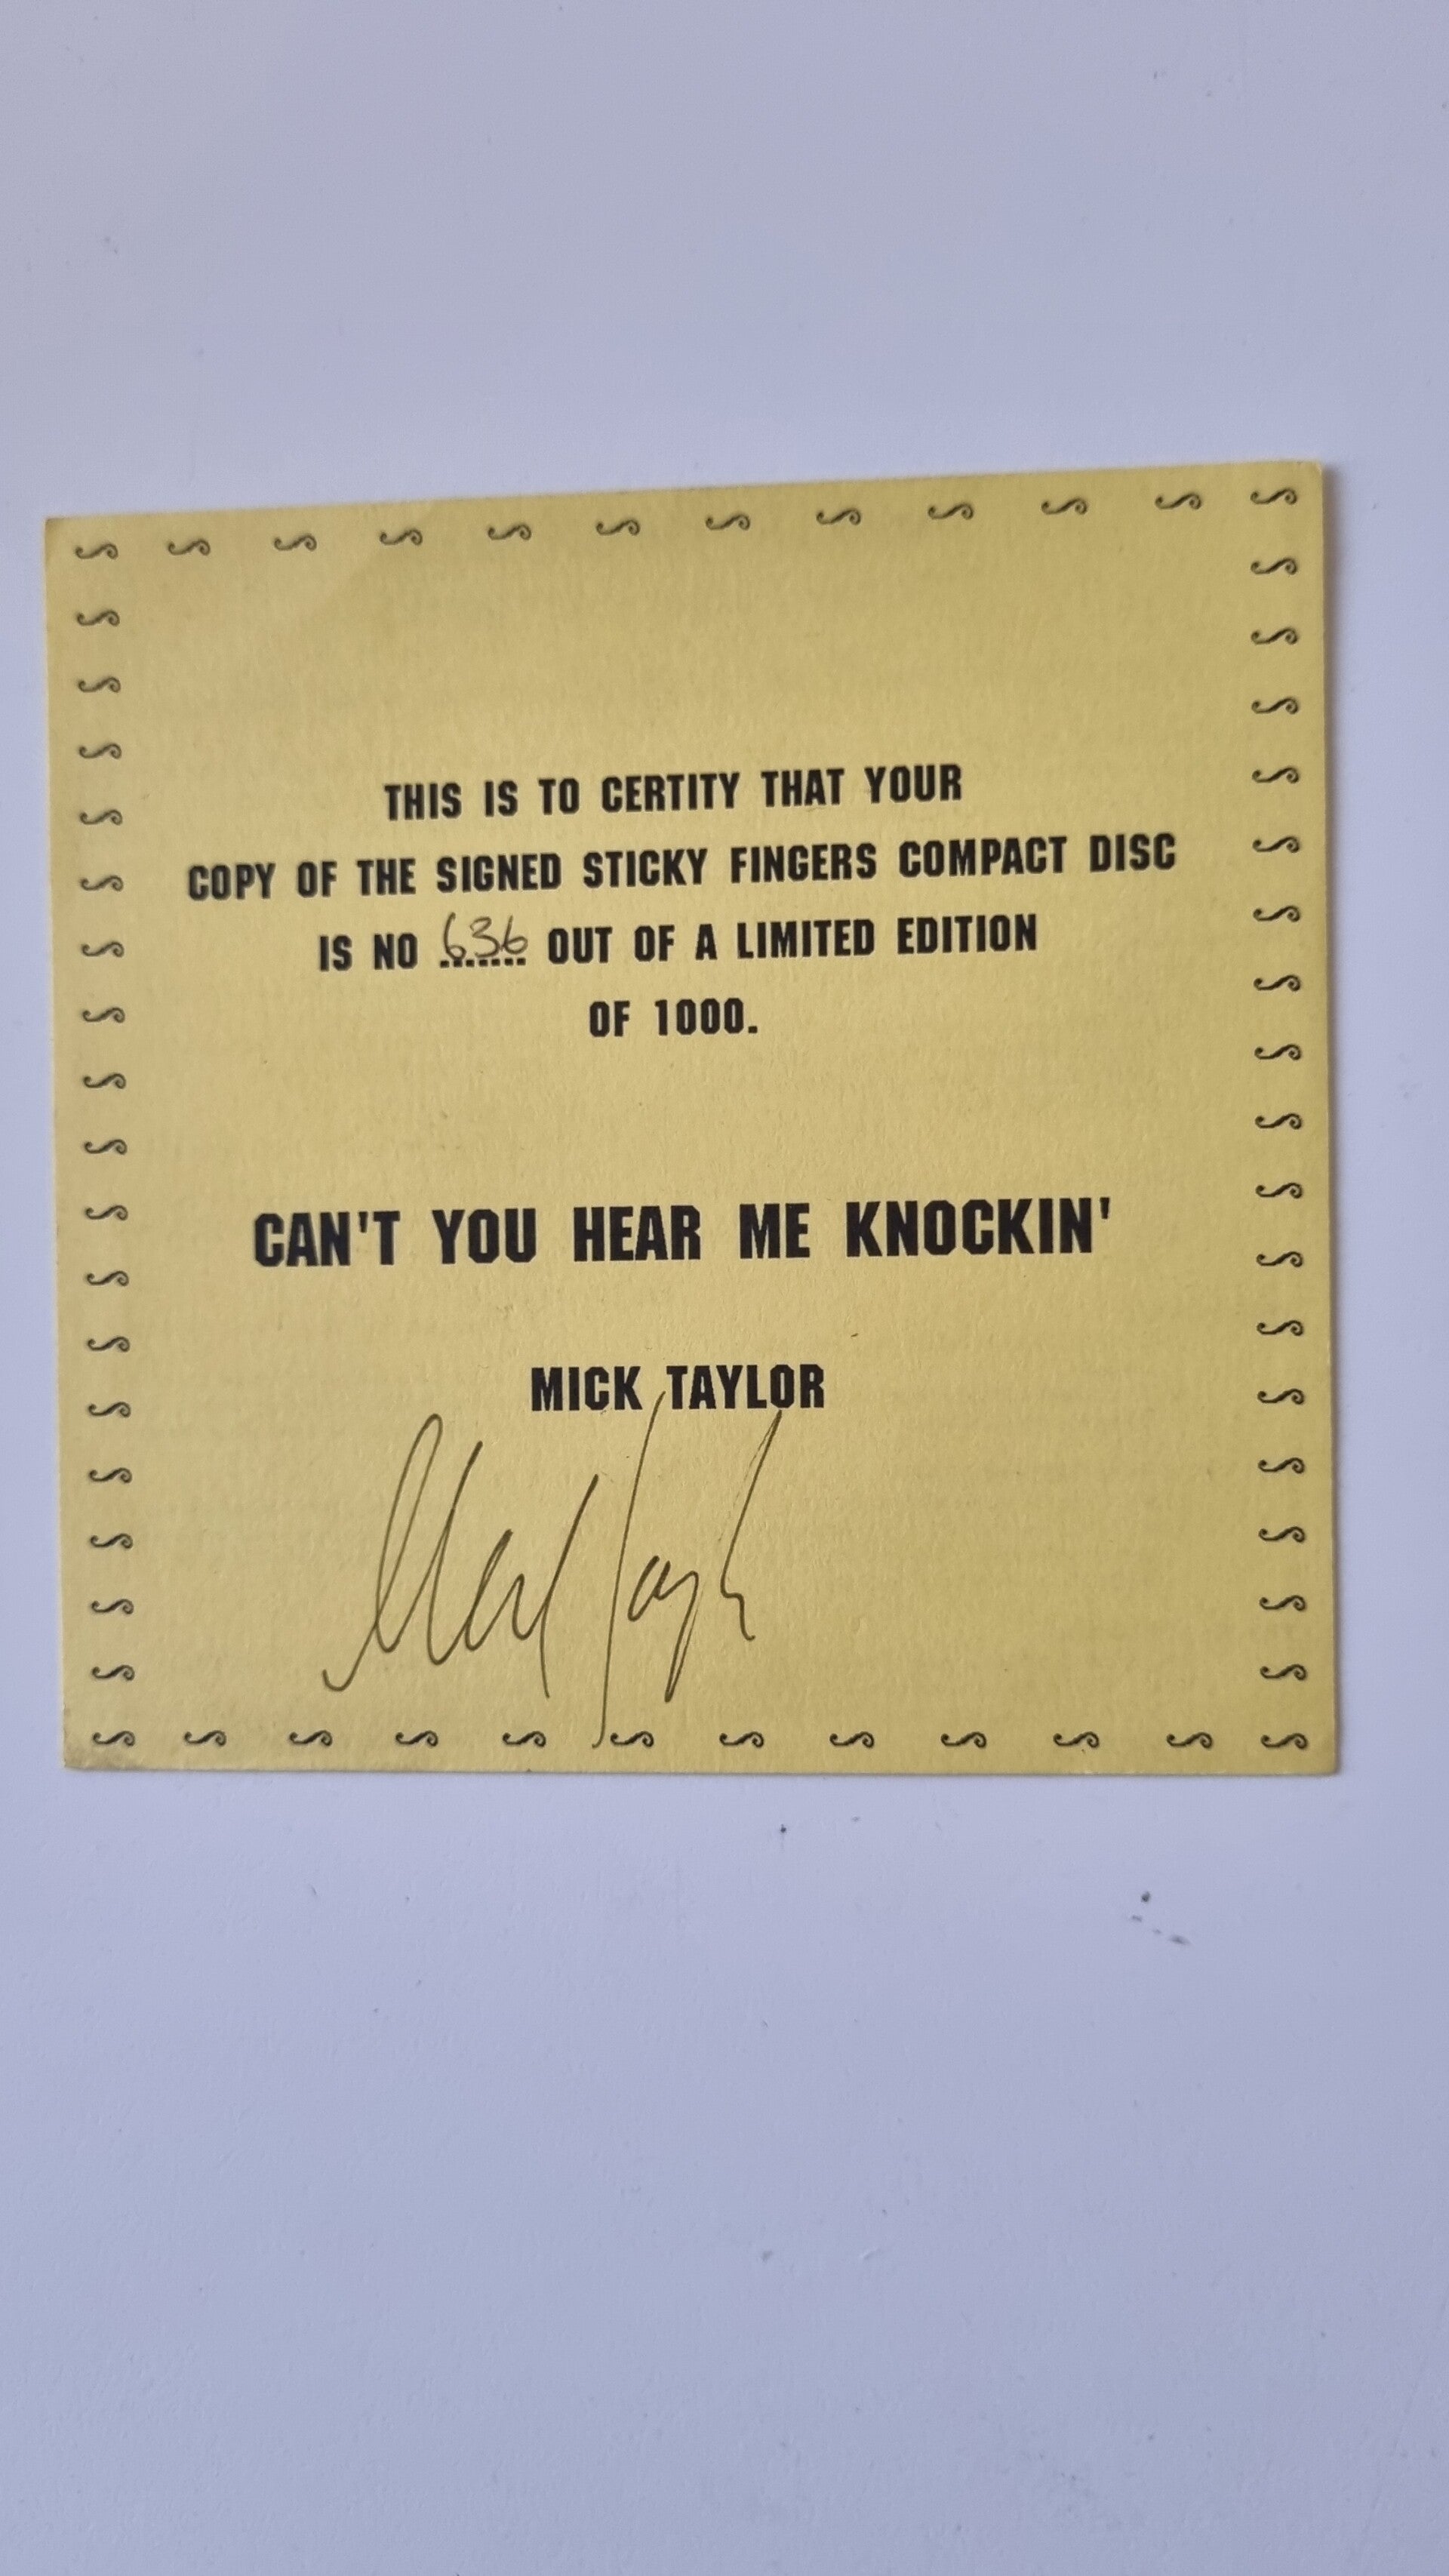 THIS IS TO CERTITY THAT YOUR
COPY OF THE SIGNED STICKY FINGERS COMPACT DISC
IS NO 636 OUT OF A LIMITED EDITION
OF 1000.
CAN'T YOU HEAR ME KNOCKIN'
MICK TAYLOR